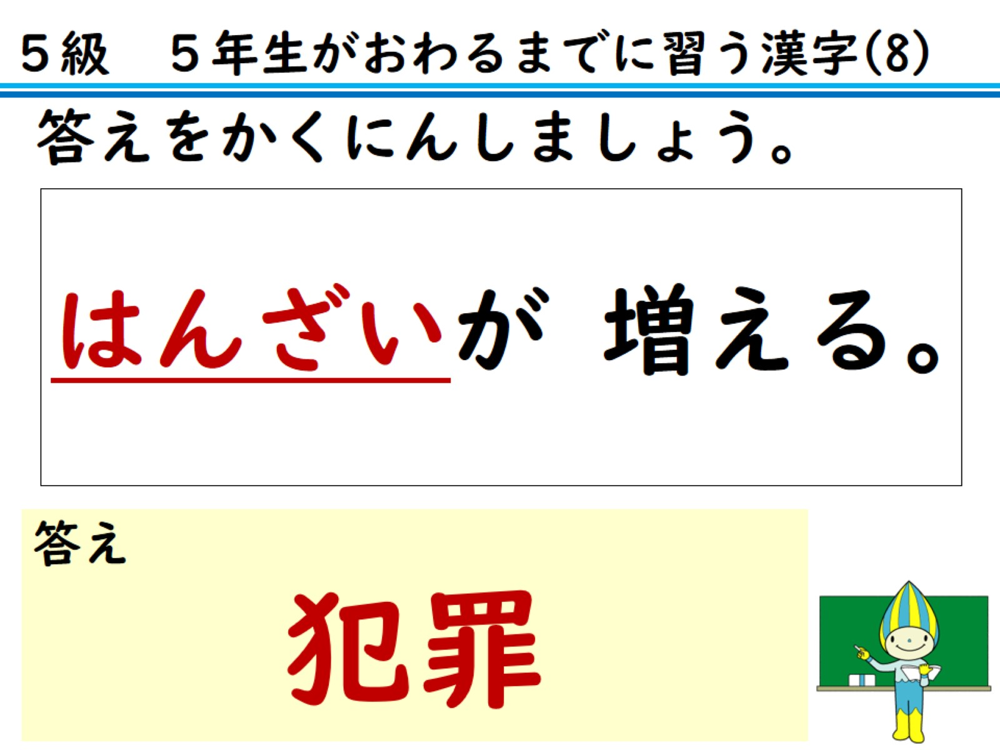 ５級　５年生がおわるまでに習う漢字(8)
答えをかくにんしましょう。
はんざいが 増える。
答え
犯罪